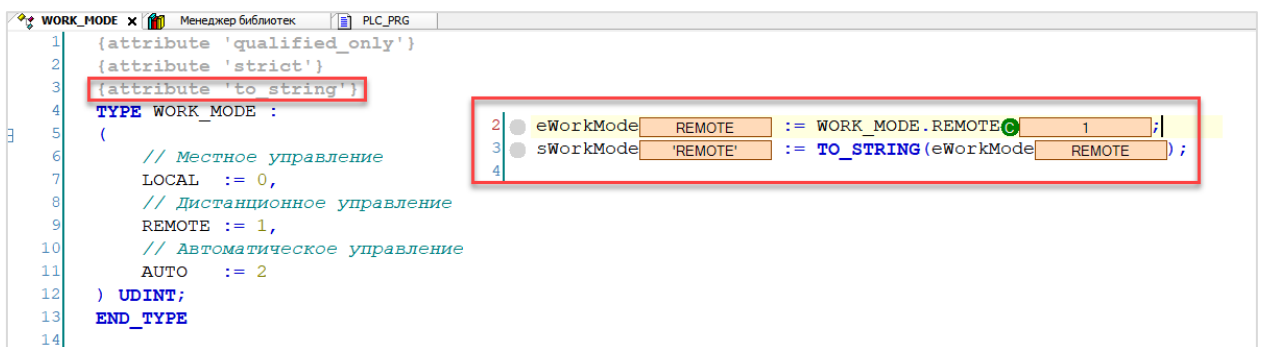 WORK_MODE x Менеджер библиотек PLC_PRG
1 {attribute 'qualified_only'}
2 {attribute 'strict'}
3 {attribute 'to_string'}
4 TYPE WORK_MODE :
5 (
6 // Местное управление
7 LOCAL := 0,
8 // Дистанционное управление
9 REMOTE := 1,
10 // Автоматическое управление
11 AUTO := 2
12 ) UDINT;
13 END_TYPE
14
2 eWorkMode REMOTE := WORK_MODE.REMOTE C 1 ;
3 sWorkMode 'REMOTE' := TO_STRING(eWorkMode REMOTE );
4